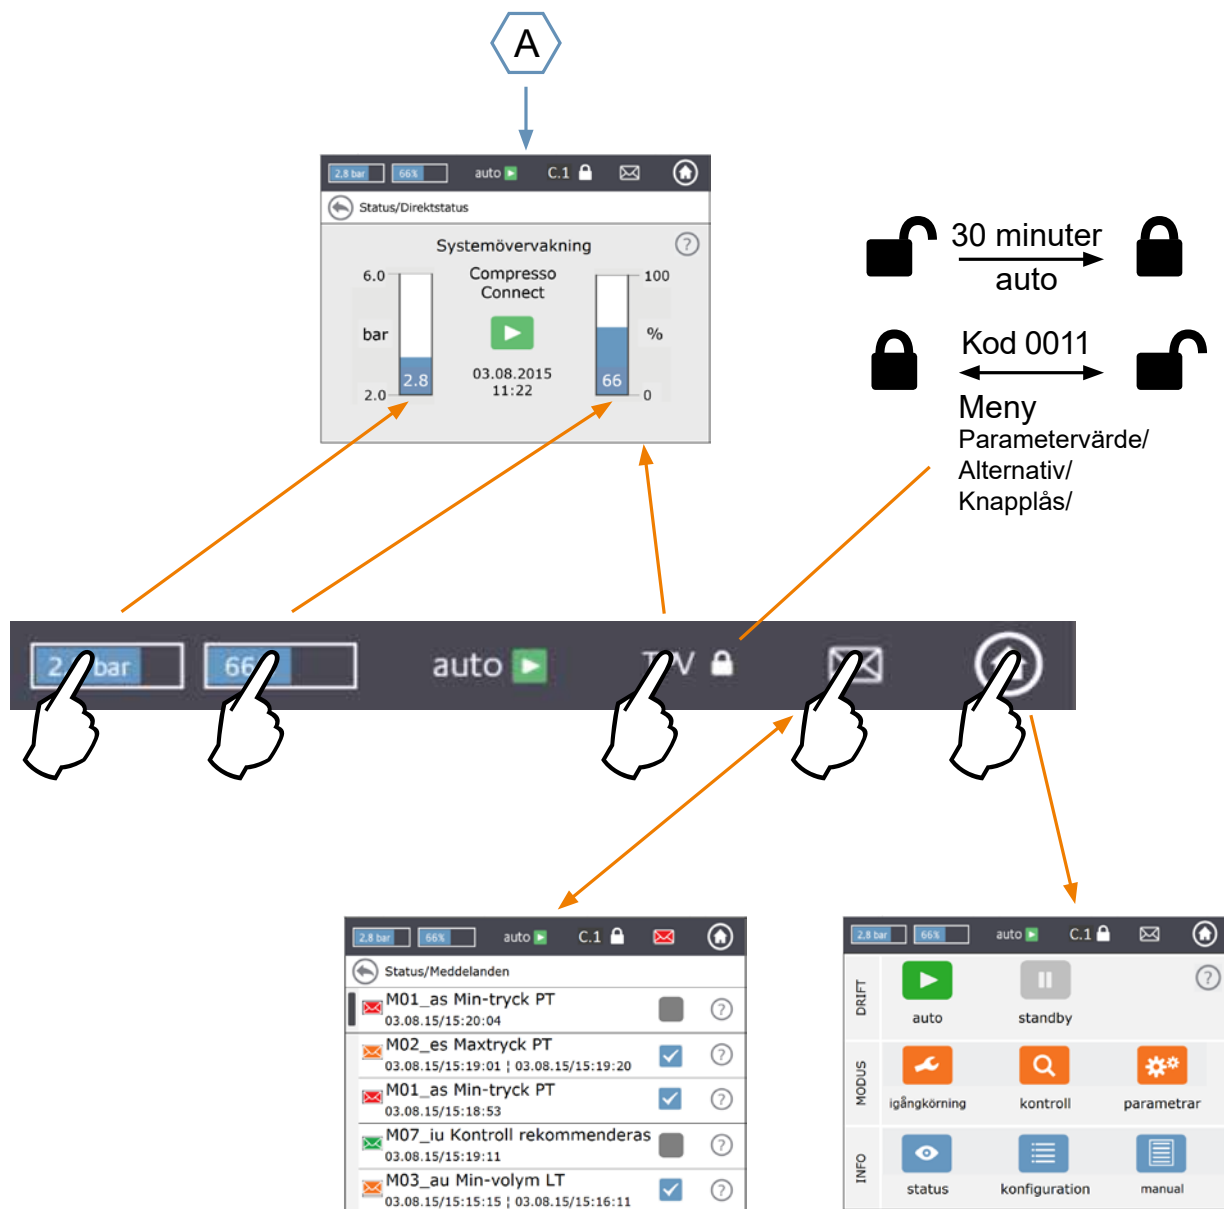 A
2.8 bar 66% auto C.1
Status/Direktstatus
Systemövervakning ?
6.0 Compresso 100
Connect
bar %
2.8 03.08.2015 66
2.0 11:22 0
30 minuter
auto
Kod 0011
Meny
Parametervärde/
Alternativ/
Knapplås/
bar 66 auto
2.8 bar 66% auto C.1
Status/Meddelanden
M01_as Min-tryck PT
03.08.15/15:20:04 ?
M02_es Maxtryck PT
03.08.15/15:19:01 ¦ 03.08.15/15:19:20 ?
M01_as Min-tryck PT
03.08.15/15:18:53 ?
M07_iu Kontroll rekommenderas
03.08.15/15:19:11 ?
M03_au Min-volym LT
03.08.15/15:15:15 ¦ 03.08.15/15:16:11 ?
2.8 bar 66% auto C.1
DRIFT ?
auto standby
MODUS
igångkörning kontroll parametrar
INFO
status konfiguration manual